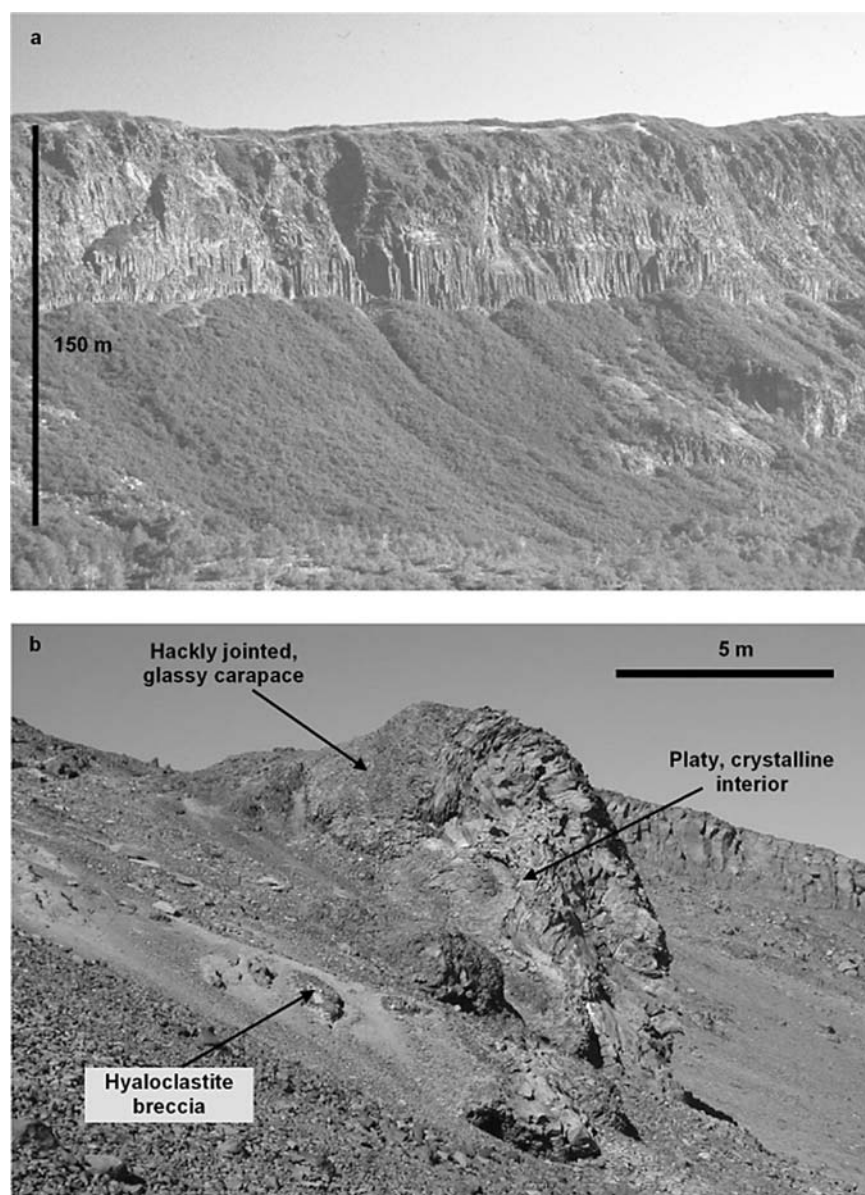 a
150 m
b
Hackly jointed,
glassy carapace
5 m
Platy, crystalline
interior
Hyaloclastite
breccia